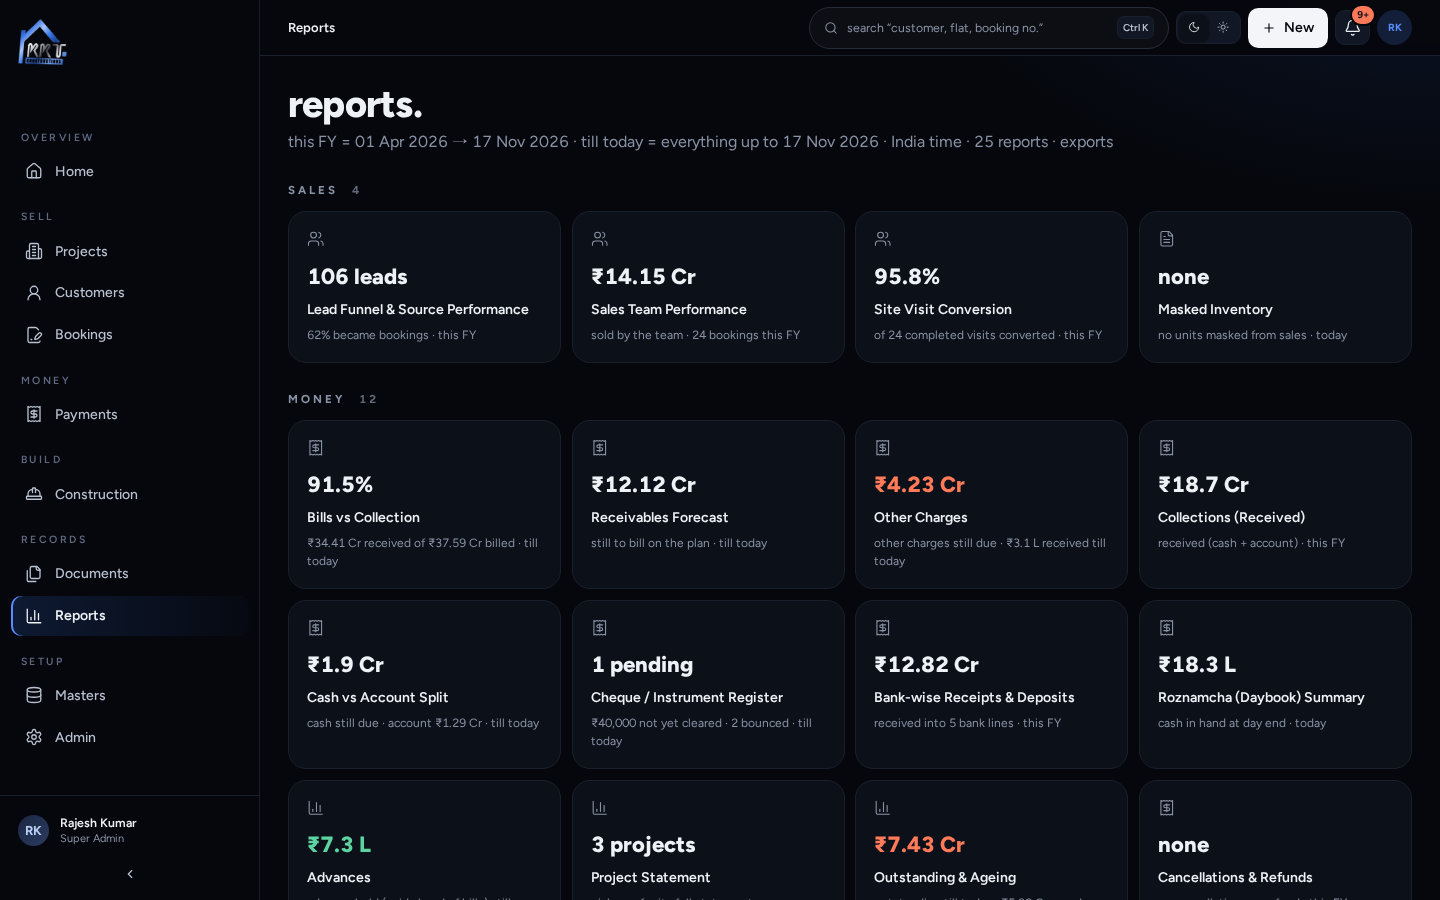 RKT
Reports
search “customer, flat, booking no.”
Ctrl K
New
9+
RK
OVERVIEW
Home
SELL
Projects
Customers
Bookings
MONEY
Payments
BUILD
Construction
RECORDS
Documents
Reports
SETUP
Masters
Admin
RK
Rajesh Kumar
Super Admin
reports.
this FY = 01 Apr 2026 → 17 Nov 2026 · till today = everything up to 17 Nov 2026 · India time · 25 reports · exports
SALES 4
106 leads
Lead Funnel & Source Performance
62% became bookings · this FY
₹14.15 Cr
Sales Team Performance
sold by the team · 24 bookings this FY
95.8%
Site Visit Conversion
of 24 completed visits converted · this FY
none
Masked Inventory
no units masked from sales · today
MONEY 12
91.5%
Bills vs Collection
₹34.41 Cr received of ₹37.59 Cr billed · till
today
₹12.12 Cr
Receivables Forecast
still to bill on the plan · till today
₹4.23 Cr
Other Charges
other charges still due · ₹3.1 L received till
today
₹18.7 Cr
Collections (Received)
received (cash + account) · this FY
₹1.9 Cr
Cash vs Account Split
cash still due · account ₹1.29 Cr · till today
1 pending
Cheque / Instrument Register
₹40,000 not yet cleared · 2 bounced · till
today
₹12.82 Cr
Bank-wise Receipts & Deposits
received into 5 bank lines · this FY
₹18.3 L
Roznamcha (Daybook) Summary
cash in hand at day end · today
₹7.3 L
Advances
3 projects
Project Statement
₹7.43 Cr
Outstanding & Ageing
none
Cancellations & Refunds